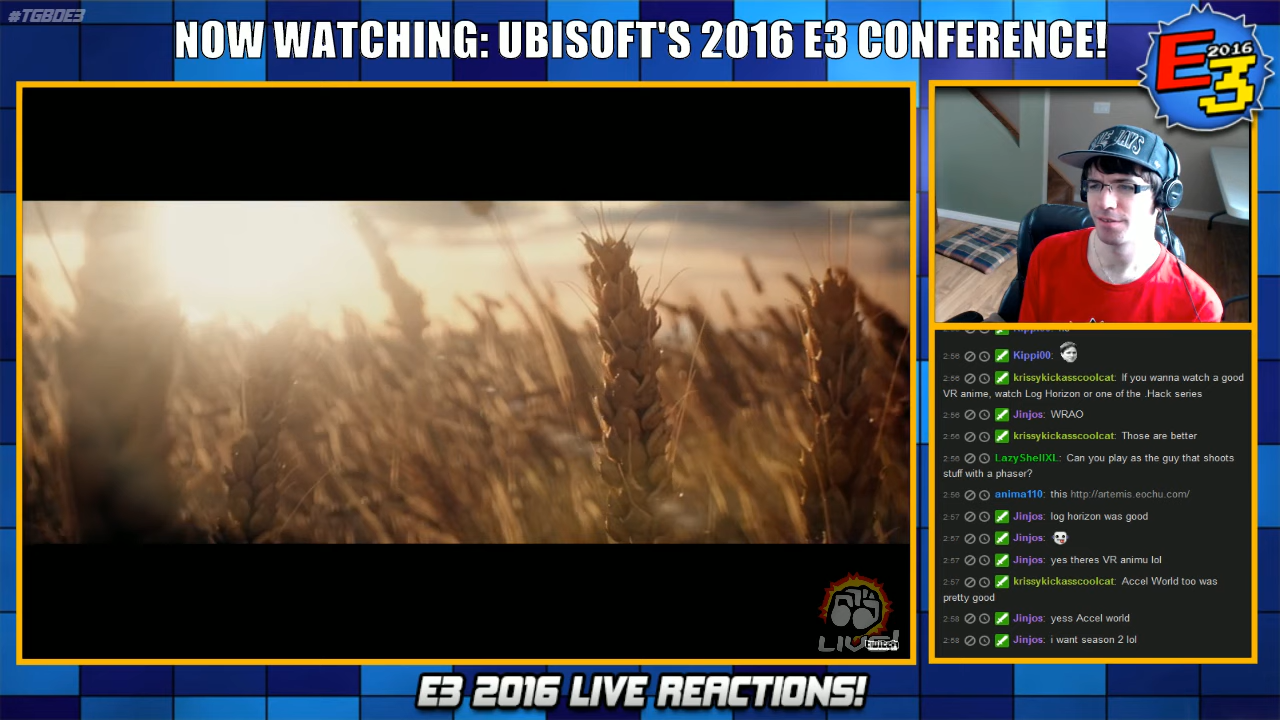 #TGBDE3
NOW WATCHING: UBISOFT'S 2016 E3 CONFERENCE!
E3 2016
JAYS
2:56 Kippi00:
2:56 krissykickasscoolcat: If you wanna watch a good
VR anime, watch Log Horizon or one of the .Hack series
2:56 Jinjos: WRAO
2:56 krissykickasscoolcat: Those are better
2:56 LazyShellXL: Can you play as the guy that shoots
stuff with a phaser?
2:56 anima110: this http://artemis.eochu.com/
2:57 Jinjos: log horizon was good
2:57 Jinjos:
2:57 Jinjos: yes theres VR animu lol
2:57 krissykickasscoolcat: Accel World too was
pretty good
2:58 Jinjos: yess Accel world
2:58 Jinjos: i want season 2 lol
LIVE!
twitch
E3 2016 LIVE REACTIONS!